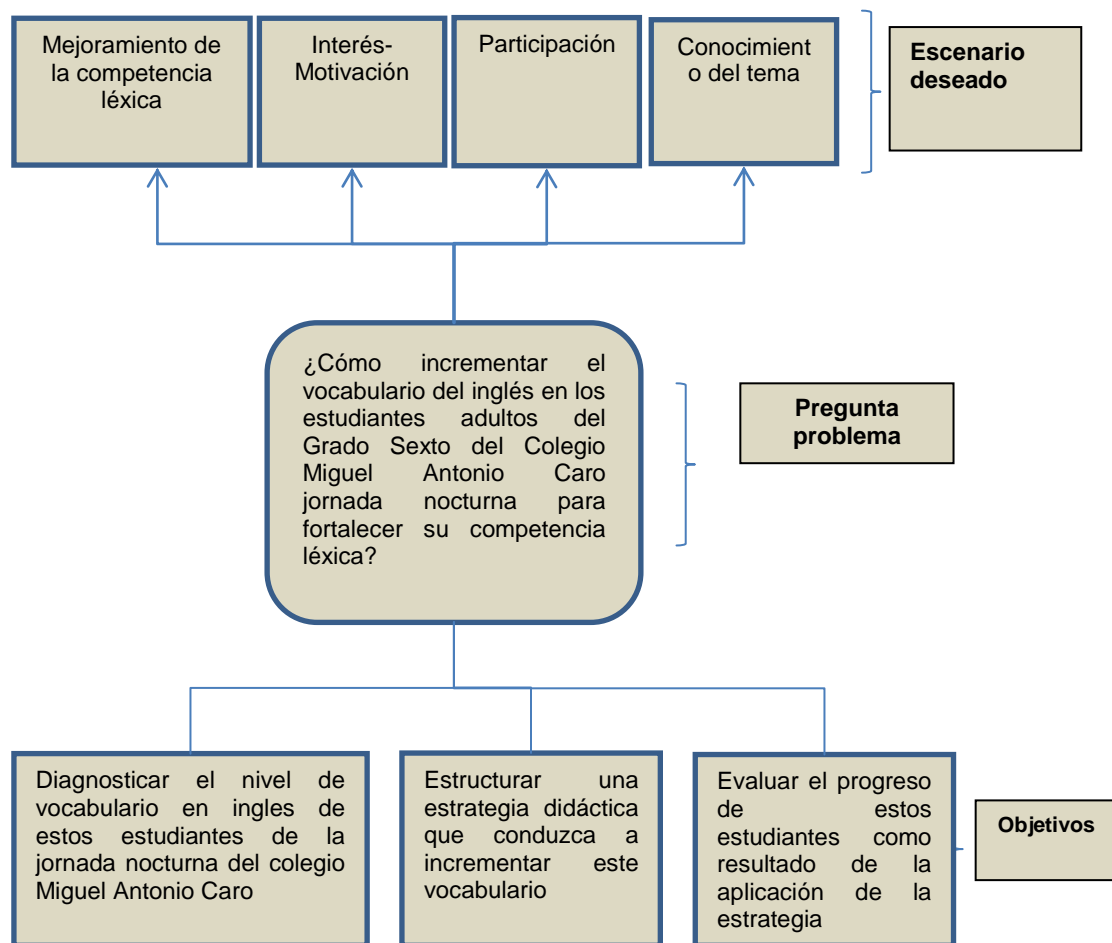 Mejoramiento de
la competencia
léxica
Interés-
Motivación
Participación
Conocimient
o del tema
Escenario
deseado
¿Cómo incrementar el
vocabulario del inglés en los
estudiantes adultos del
Grado Sexto del Colegio
Miguel Antonio Caro
jornada nocturna para
fortalecer su competencia
léxica?
Pregunta
problema
Diagnosticar el nivel de
vocabulario en ingles de
estos estudiantes de la
jornada nocturna del colegio
Miguel Antonio Caro
Estructurar una
estrategia didáctica
que conduzca a
incrementar este
vocabulario
Evaluar el progreso
de estos
estudiantes como
resultado de la
aplicación de la
estrategia
Objetivos